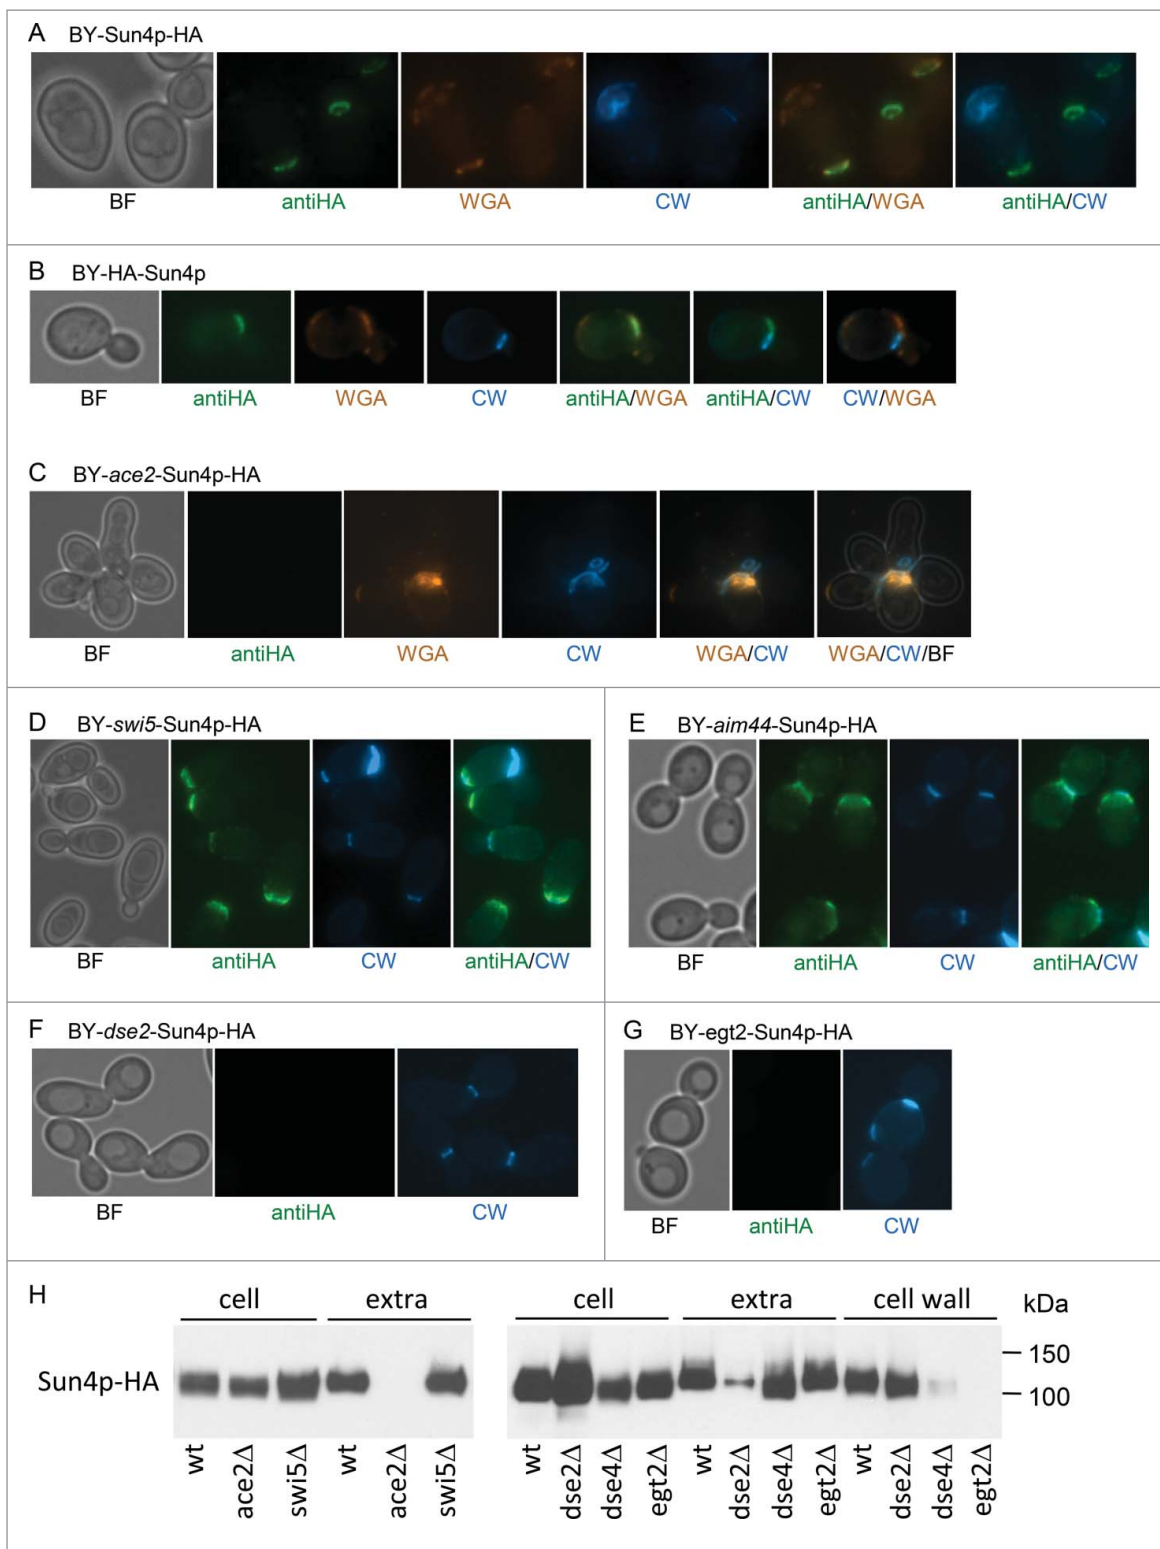 A BY-Sun4p-HA
BF antiHA WGA CW antiHA/WGA antiHA/CW
B BY-HA-Sun4p
BF antiHA WGA CW antiHA/WGA antiHA/CW CW/WGA
C BY-ace2-Sun4p-HA
BF antiHA WGA CW WGA/CW WGA/CW/BF
D BY-swi5-Sun4p-HA
BF antiHA CW antiHA/CW
E BY-aim44-Sun4p-HA
BF antiHA CW antiHA/CW
F BY-dse2-Sun4p-HA
BF antiHA CW
G BY-egt2-Sun4p-HA
BF antiHA CW
H
cell extra cell extra cell wall kDa
150
Sun4p-HA
100
wt ace2Δ swi5Δ wt ace2Δ swi5Δ wt dse2Δ dse4Δ egt2Δ wt dse2Δ dse4Δ egt2Δ wt dse2Δ dse4Δ egt2Δ